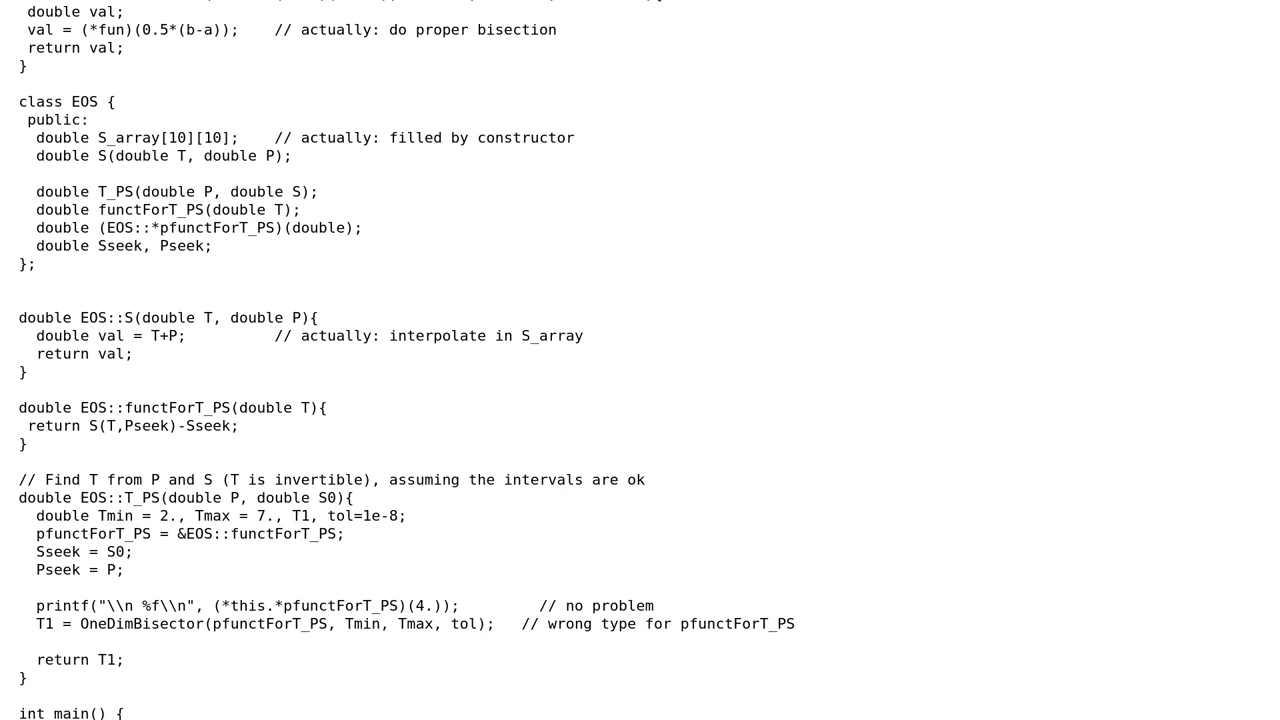 double val;
val = (*fun)(0.5*(b-a));    // actually: do proper bisection
return val;
}
class EOS {
public:
double S_array[10][10];    // actually: filled by constructor
double S(double T, double P);
double T_PS(double P, double S);
double functForT_PS(double T);
double (EOS::*pfunctForT_PS)(double);
double Sseek, Pseek;
};
double EOS::S(double T, double P){
double val = T+P;          // actually: interpolate in S_array
return val;
}
double EOS::functForT_PS(double T){
return S(T,Pseek)-Sseek;
}
// Find T from P and S (T is invertible), assuming the intervals are ok
double EOS::T_PS(double P, double S0){
double Tmin = 2., Tmax = 7., T1, tol=1e-8;
pfunctForT_PS = &EOS::functForT_PS;
Sseek = S0;
Pseek = P;
printf("\\n %f\\n", (*this.*pfunctForT_PS)(4.));         // no problem
T1 = OneDimBisector(pfunctForT_PS, Tmin, Tmax, tol);   // wrong type for pfunctForT_PS
return T1;
}
int main() {